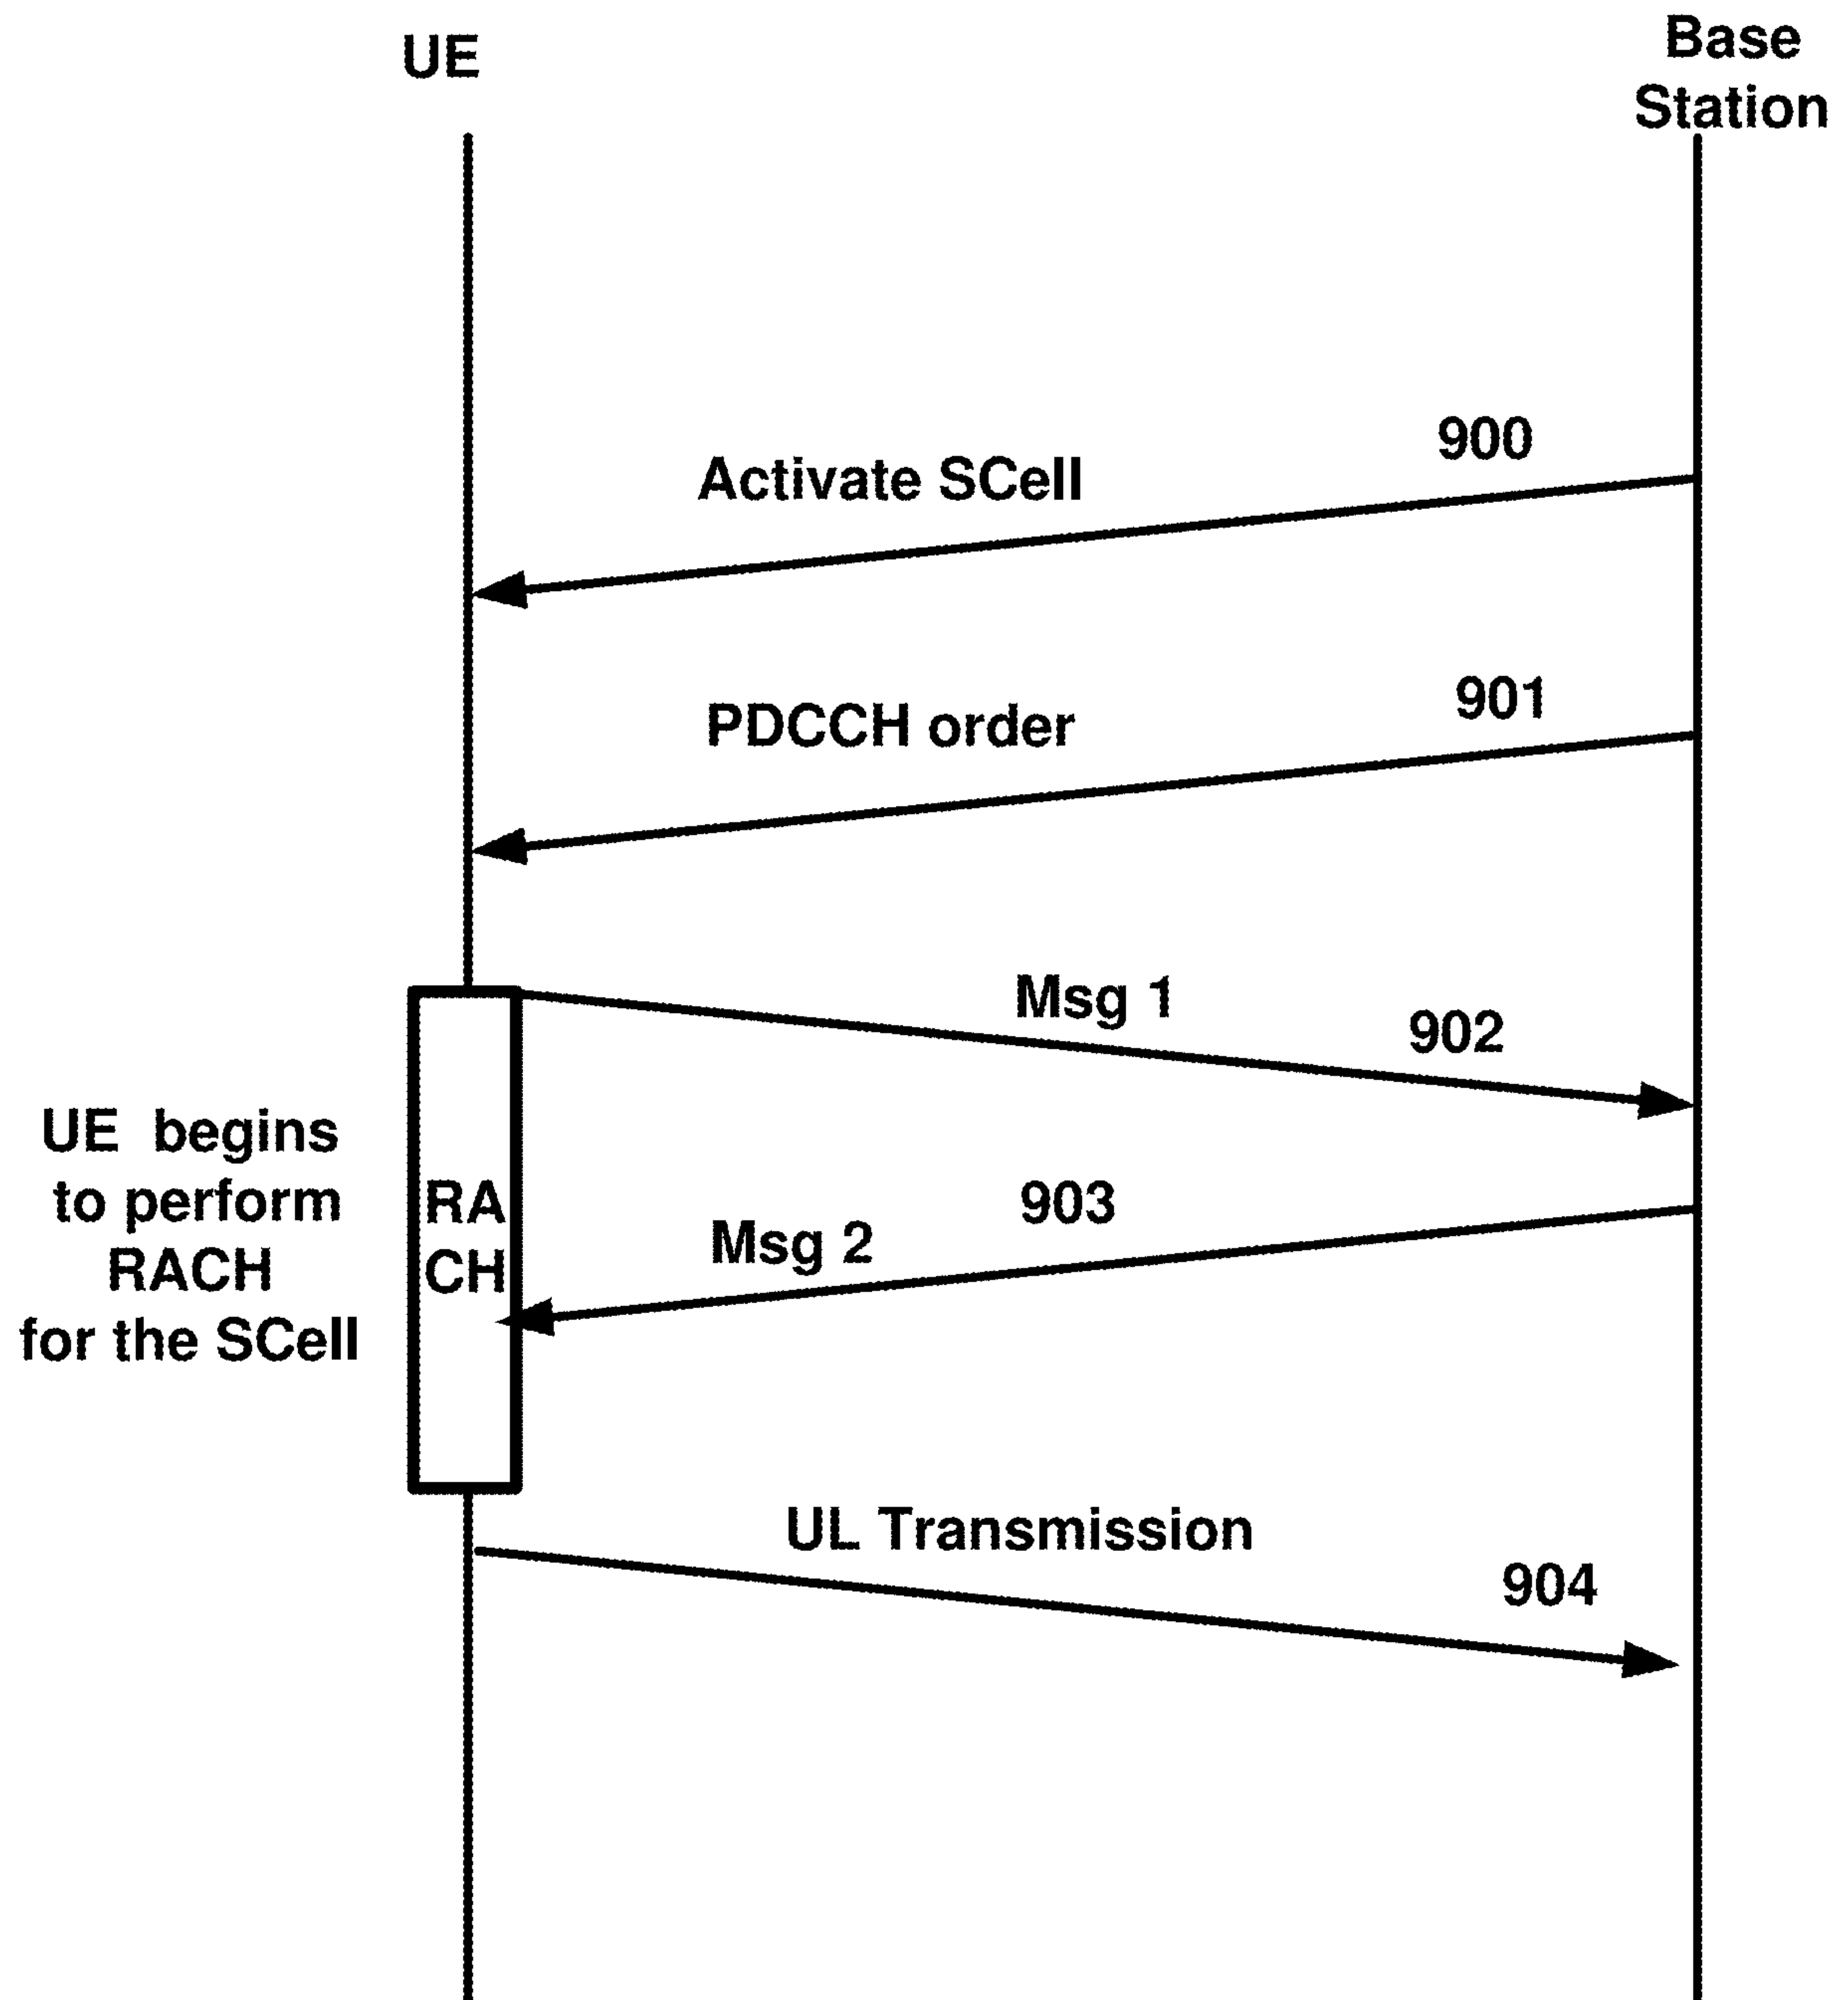 UE
Base
Station
900
Activate SCell
901
PDCCH order
Msg 1
902
UE begins
to perform
RACH
for the SCell
RA
CH
903
Msg 2
UL Transmission
904